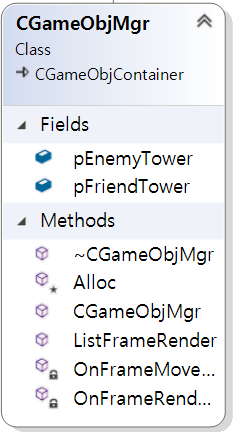 CGameObjMgr
Class
CGameObjContainer
Fields
pEnemyTower
pFriendTower
Methods
~CGameObjMgr
Alloc
CGameObjMgr
ListFrameRender
OnFrameMove...
OnFrameRend...